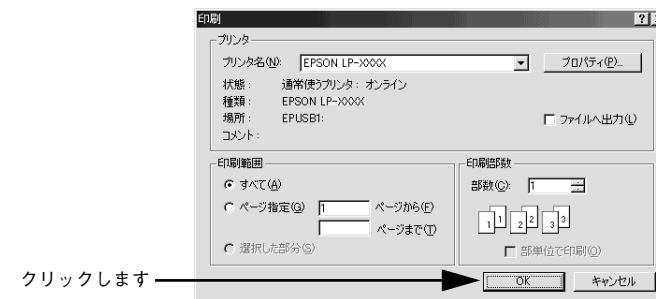 印刷
プリンタ
プリンタ名(N): EPSON LP-XXXX プロパティ(P)...
状態: 通常使うプリンタ: オンライン
種類: EPSON LP-XXXX
場所: EPUSB1: ファイルへ出力(L)
コメント:
印刷範囲 印刷部数
すべて(A) 部数(C): 1
ページ指定(G) 1 ページから(F)
ページまで(T)
1 1 2 2 3 3
選択した部分(S) 部単位で印刷(O)
クリックします OK キャンセル